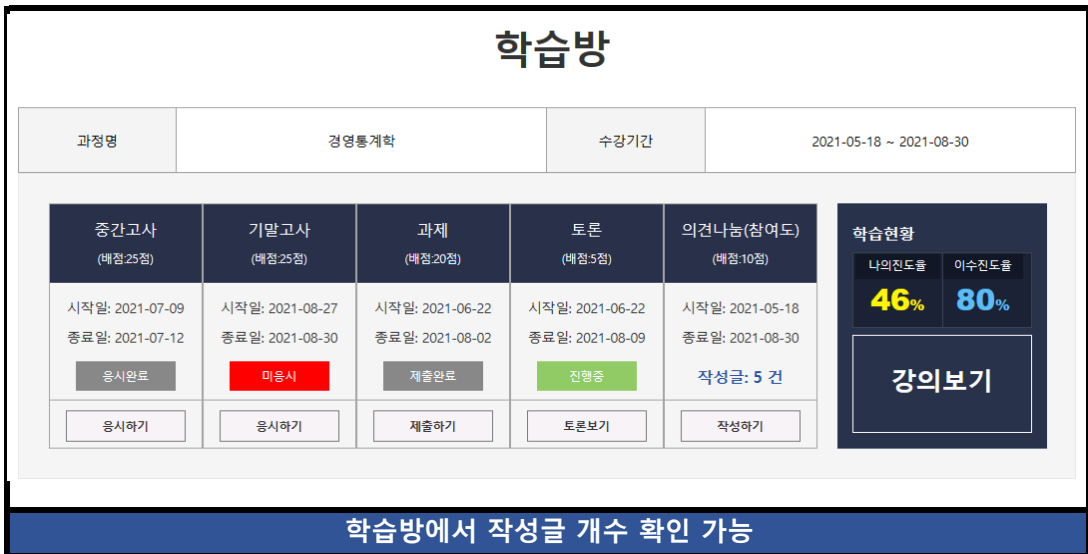 학습방
과정명 경영통계학 수강기간 2021-05-18 ~ 2021-08-30
중간고사 기말고사 과제 토론 의견나눔(참여도)
(배점:25점) (배점:25점) (배점:20점) (배점:5점) (배점:10점)
시작일: 2021-07-09 시작일: 2021-08-27 시작일: 2021-06-22 시작일: 2021-06-22 시작일: 2021-05-18
종료일: 2021-07-12 종료일: 2021-08-30 종료일: 2021-08-02 종료일: 2021-08-09 종료일: 2021-08-30
응시완료 미응시 제출완료 진행중 작성글: 5 건
응시하기 응시하기 제출하기 토론보기 작성하기
학습현황
나의진도율 이수진도율
46% 80%
강의보기
학습방에서 작성글 개수 확인 가능